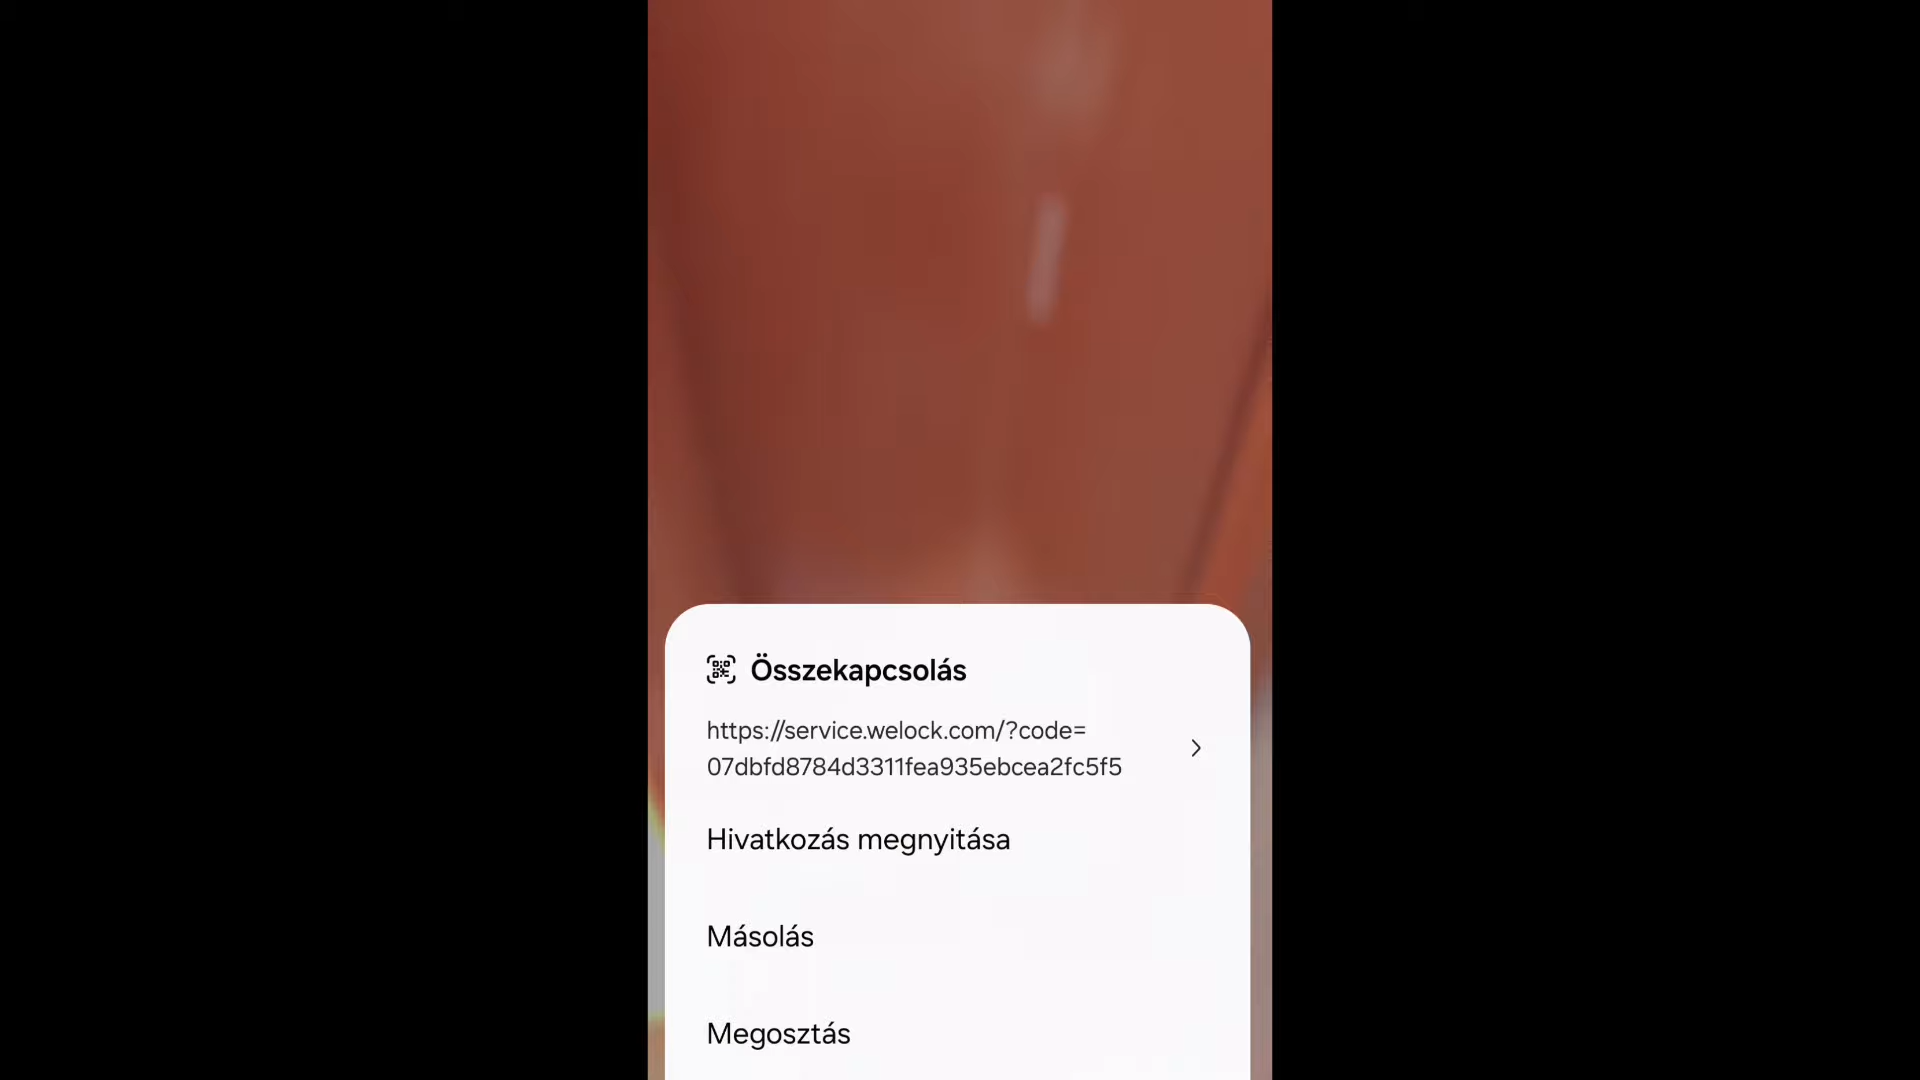 Összekapcsolás
https://service.welock.com/?code=
07dbfd8784d3311fea935ebcea2fc5f5
Hivatkozás megnyitása
Másolás
Megosztás